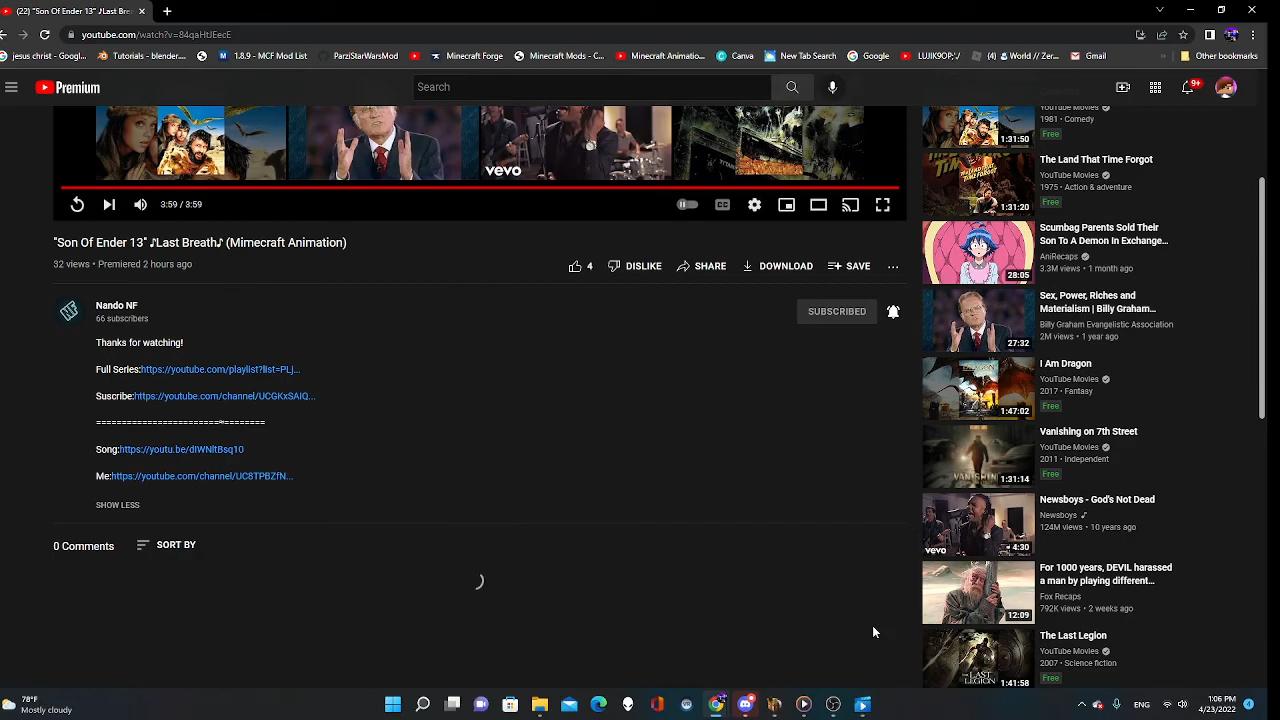 (22) "Son Of Ender 13" ♪Last Brea
youtube.com/watch?v=84qaHtIEecE
jesus christ - Goog...
Tutorials - blender....
1.8.9 - MCF Mod List
ParziStarWarsMod
Minecraft Mods - C...
Minecraft Animatio...
Canva
New Tab Search
Google
(4) World / Zer...
Gmail
Other bookmarks
Premium
Search
9+
3:59 / 3:59
vevo
"Son Of Ender 13" ♪Last Breath♪ (Mimecraft Animation)
32 views • Premiered 2 hours ago
4
DISLIKE
SHARE
DOWNLOAD
SAVE
Nando NF
66 subscribers
SUBSCRIBED
Thanks for watching!
Full Series:https://youtube.com/playlist?list=PLj...
Suscribe:https://youtube.com/channel/UCGKxSAIQ...
Song:https://youtu.be/dIWNltBsq10
Me:https://youtube.com/channel/UC8TPBZfN...
SHOW LESS
0 Comments
SORT BY
YouTube Movies
1981 • Comedy
Free
1:31:50
The Land That Time Forgot
YouTube Movies
1975 • Action & adventure
Free
1:31:20
Scumbag Parents Sold Their
Son To A Demon In Exchange...
AniRecaps
3.3M views • 1 month ago
28:05
Sex, Power, Riches and
Materialism | Billy Graham...
Billy Graham Evangelistic Association
2M views • 1 year ago
27:32
I Am Dragon
YouTube Movies
2017 • Fantasy
Free
1:47:02
Vanishing on 7th Street
YouTube Movies
2011 • Independent
Free
1:31:14
Newsboys - God's Not Dead
Newsboys
124M views • 10 years ago
vevo
4:30
For 1000 years, DEVIL harassed
a man by playing different...
Fox Recaps
792K views • 2 weeks ago
12:09
The Last Legion
YouTube Movies
2007 • Science fiction
Free
1:41:58
78°F
Mostly cloudy
ENG
1:06 PM
4/23/2022